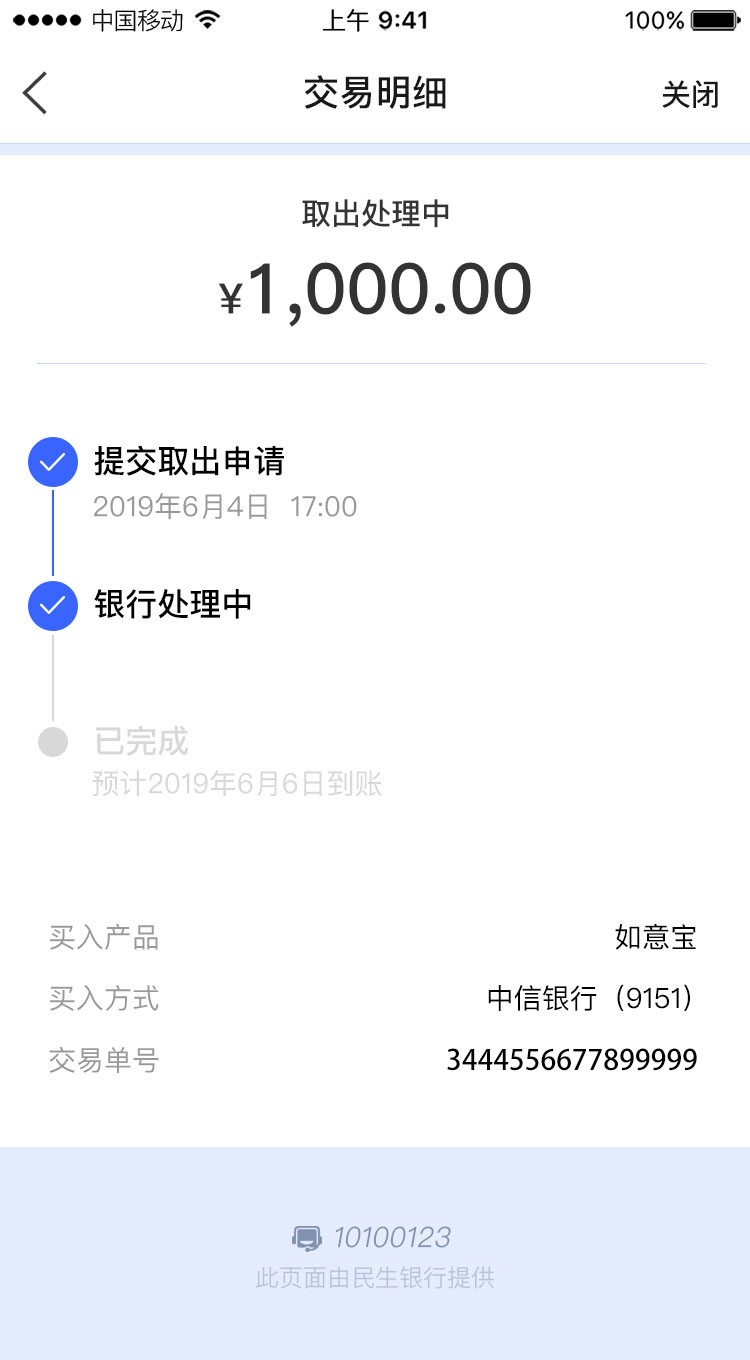 中国移动 上午 9:41 100%
交易明细 关闭
取出处理中
¥1,000.00
提交取出申请
2019年6月4日 17:00
银行处理中
已完成
预计2019年6月6日到账
买入产品 如意宝
买入方式 中信银行（9151）
交易单号 3444556677899999
10100123
此页面由民生银行提供